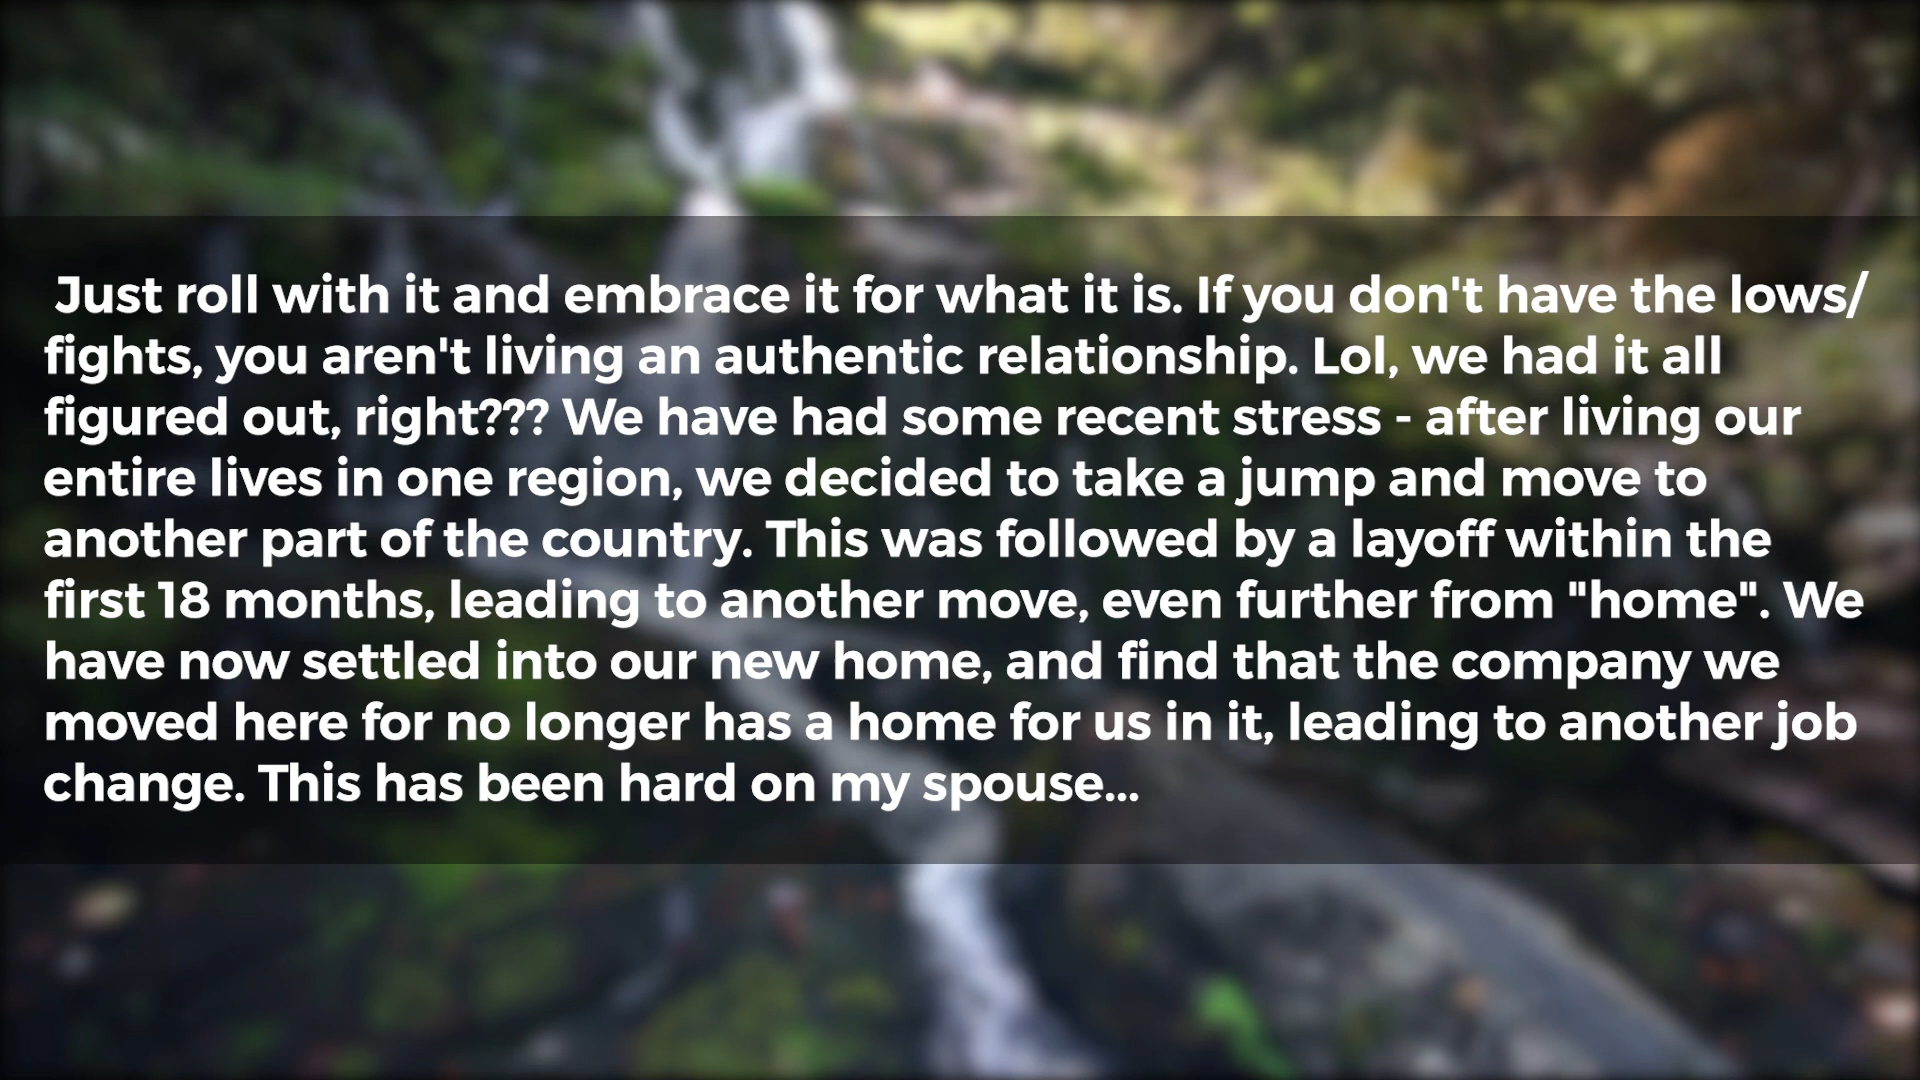 Just roll with it and embrace it for what it is. If you don't have the lows/
fights, you aren't living an authentic relationship. Lol, we had it all
figured out, right??? We have had some recent stress - after living our
entire lives in one region, we decided to take a jump and move to
another part of the country. This was followed by a layoff within the
first 18 months, leading to another move, even further from "home". We
have now settled into our new home, and find that the company we
moved here for no longer has a home for us in it, leading to another job
change. This has been hard on my spouse...